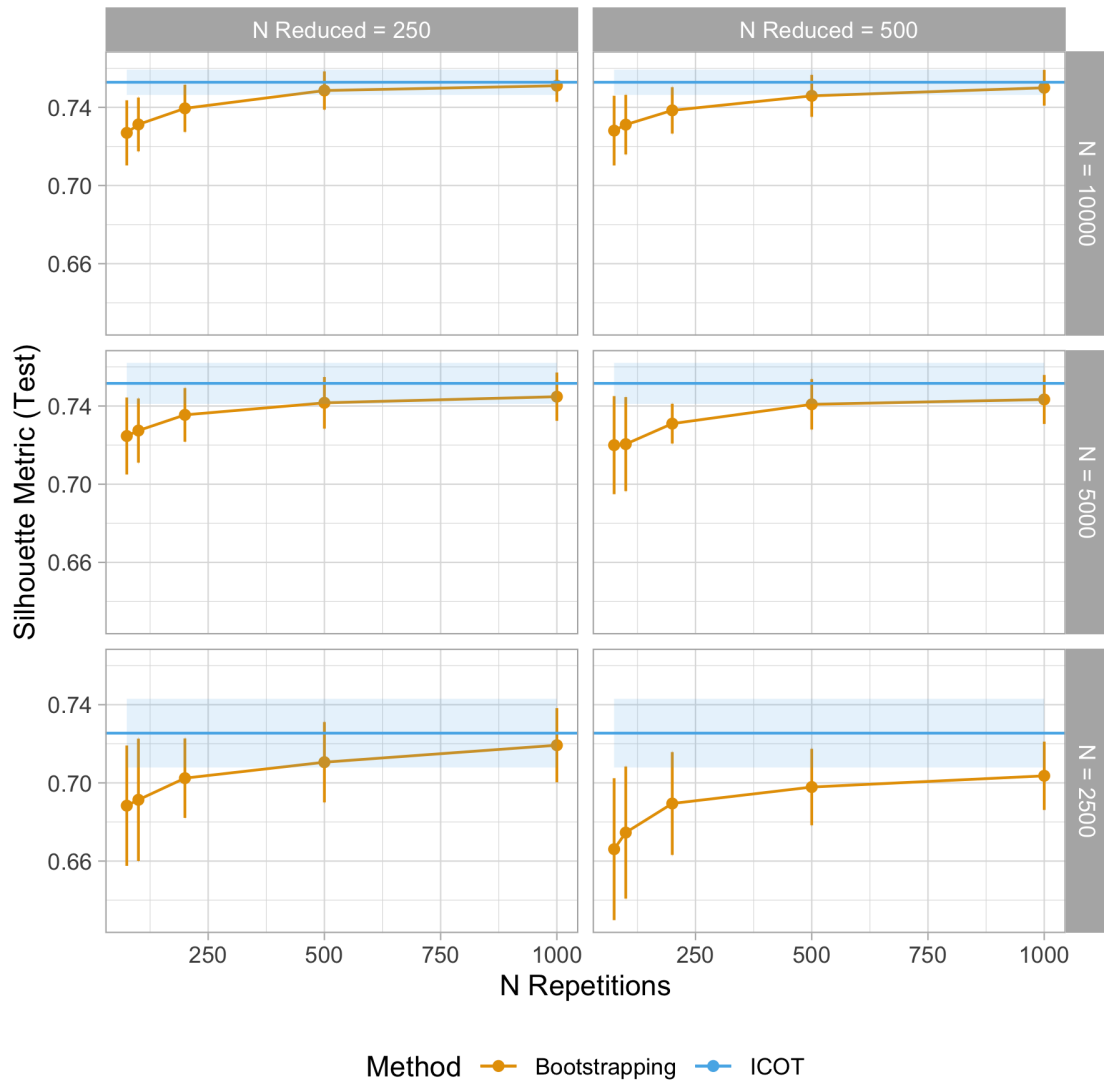 N Reduced = 250
N Reduced = 500
0.74
0.70
0.66
N = 10000
0.74
0.70
0.66
N = 5000
0.74
0.70
0.66
N = 2500
Silhouette Metric (Test)
250
500
750
1000
250
500
750
1000
N Repetitions
Method
Bootstrapping
ICOT